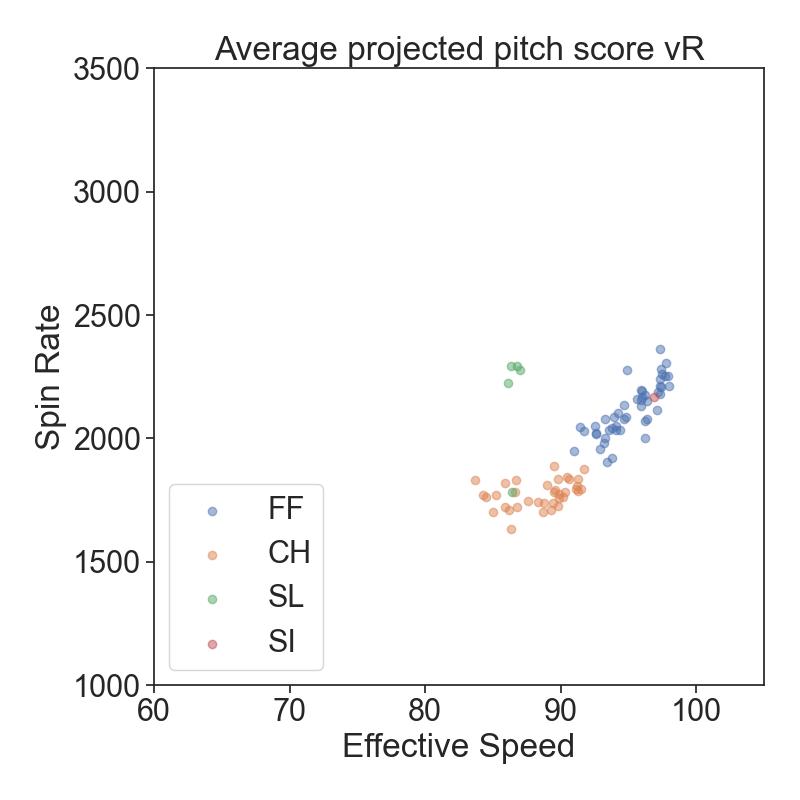 Average projected pitch score vR
3500
3000
2500
2000
1500
1000
Spin Rate
FF
CH
SL
SI
60
70
80
90
100
Effective Speed